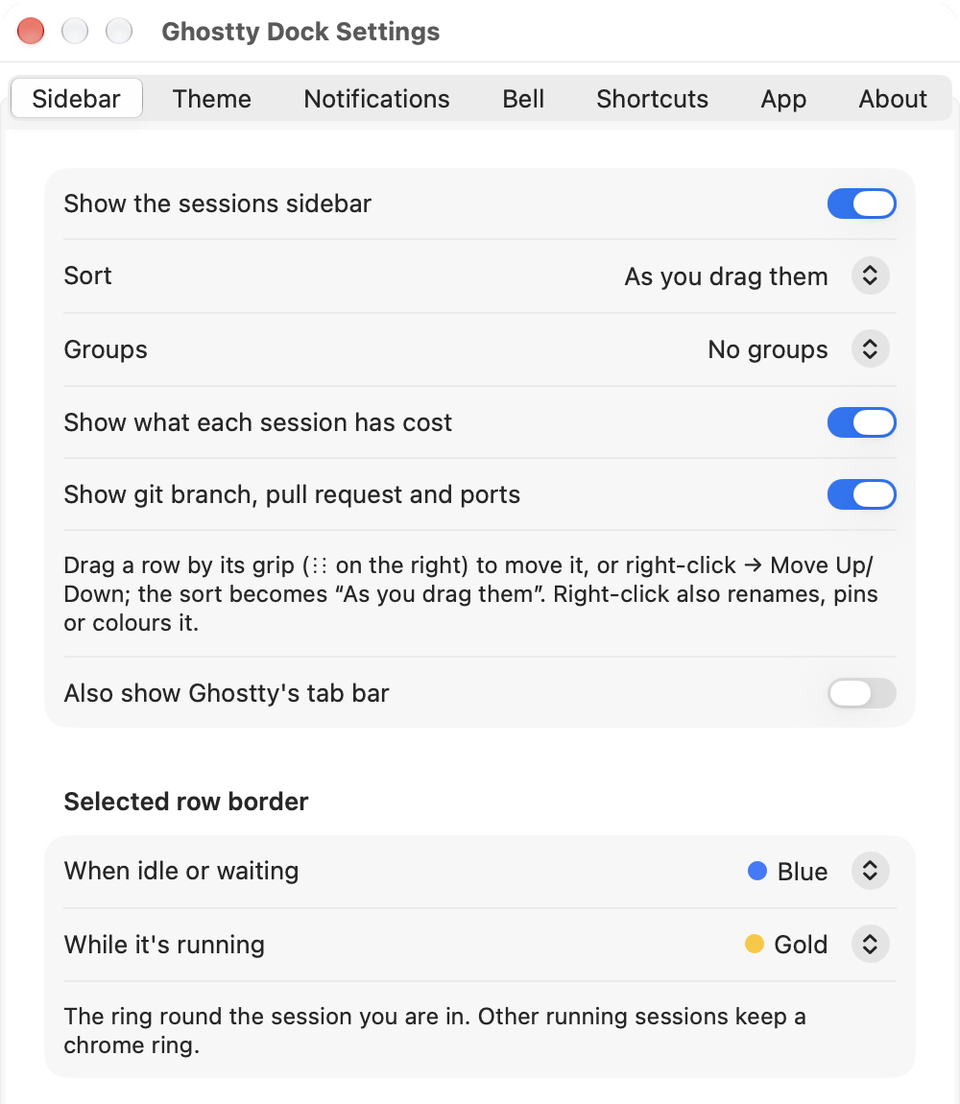 Ghostty Dock Settings
Sidebar Theme Notifications Bell Shortcuts App About
Show the sessions sidebar
Sort As you drag them
Groups No groups
Show what each session has cost
Show git branch, pull request and ports
Drag a row by its grip (⁝⁝ on the right) to move it, or right-click → Move Up/
Down; the sort becomes “As you drag them”. Right-click also renames, pins
or colours it.
Also show Ghostty's tab bar
Selected row border
When idle or waiting Blue
While it's running Gold
The ring round the session you are in. Other running sessions keep a
chrome ring.